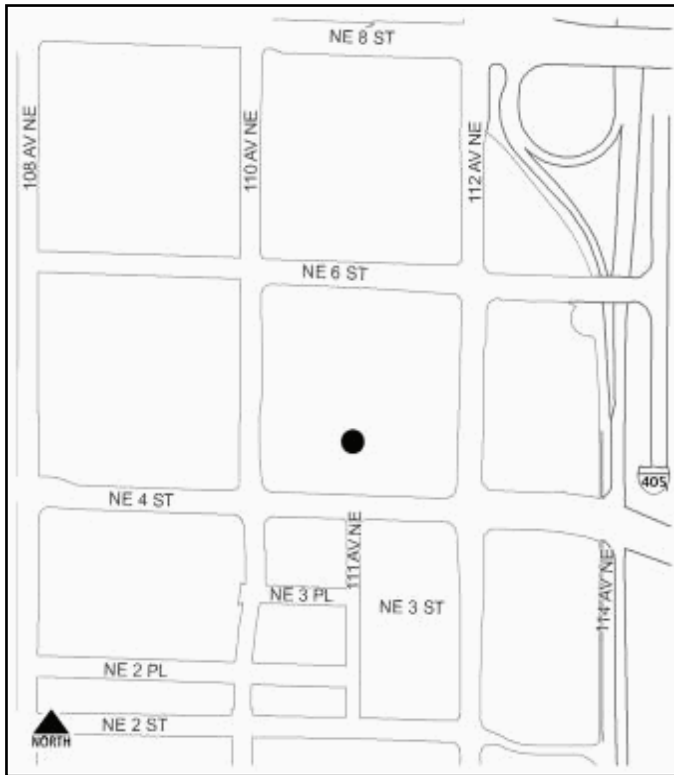 NE 8 ST
108 AV NE
110 AV NE
112 AV NE
NE 6 ST
405
NE 4 ST
111 AV NE
114 AV NE
NE 3 PL
NE 3 ST
NE 2 PL
NE 2 ST
NORTH